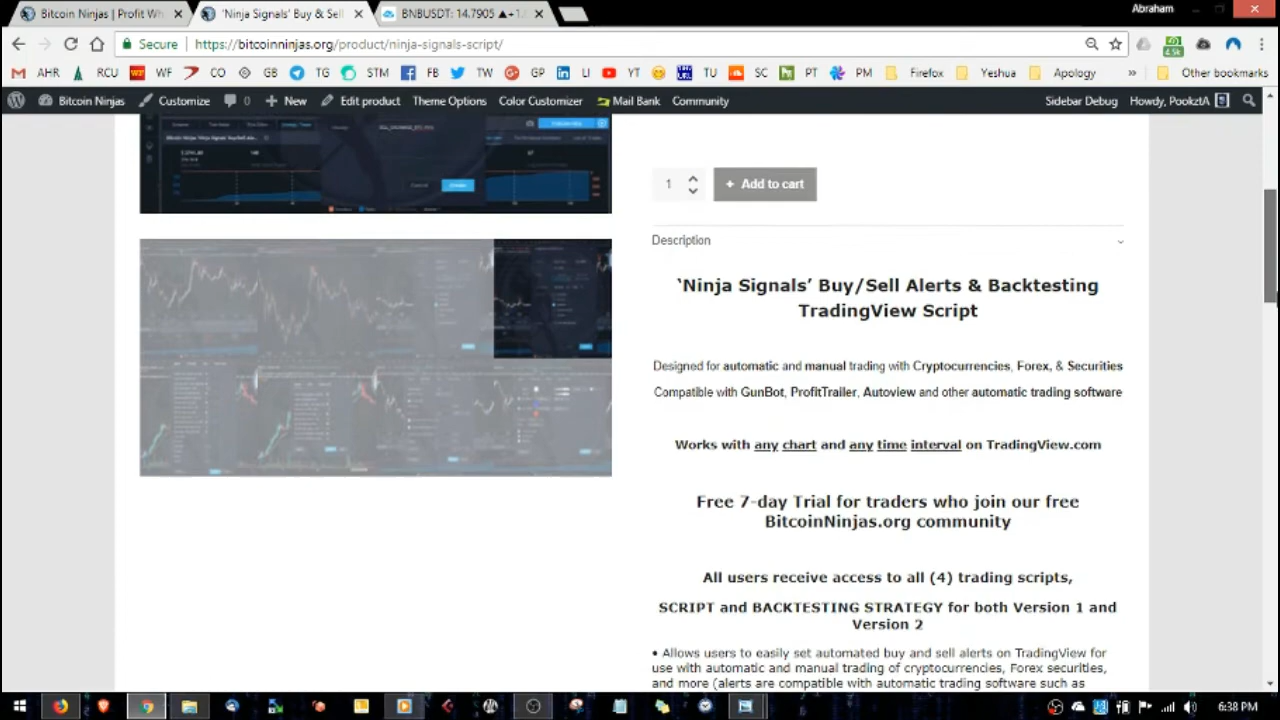 Bitcoin Ninjas | Profit Wh
'Ninja Signals' Buy & Sell
BNBUSDT: 14.7905 ▲+1.
Abraham
Secure
https://bitcoinninjas.org/product/ninja-signals-script/
4.5k
AHR
RCU
WF
CO
GB
TG
STM
FB
TW
GP
LI
YT
TU
SC
PT
PM
Firefox
Yeshua
Apology
»
Other bookmarks
Bitcoin Ninjas
Customize
0
New
Edit product
Theme Options
Color Customizer
Mail Bank
Community
Sidebar Debug
Howdy, PookztA
1
+ Add to cart
Description
‘Ninja Signals’ Buy/Sell Alerts & Backtesting
TradingView Script
Designed for automatic and manual trading with Cryptocurrencies, Forex, & Securities
Compatible with GunBot, ProfitTrailer, Autoview and other automatic trading software
Works with any chart and any time interval on TradingView.com
Free 7-day Trial for traders who join our free
BitcoinNinjas.org community
All users receive access to all (4) trading scripts,
SCRIPT and BACKTESTING STRATEGY for both Version 1 and
Version 2
• Allows users to easily set automated buy and sell alerts on TradingView for
use with automatic and manual trading of cryptocurrencies, Forex securities,
and more (alerts are compatible with automatic trading software such as
6:38 PM